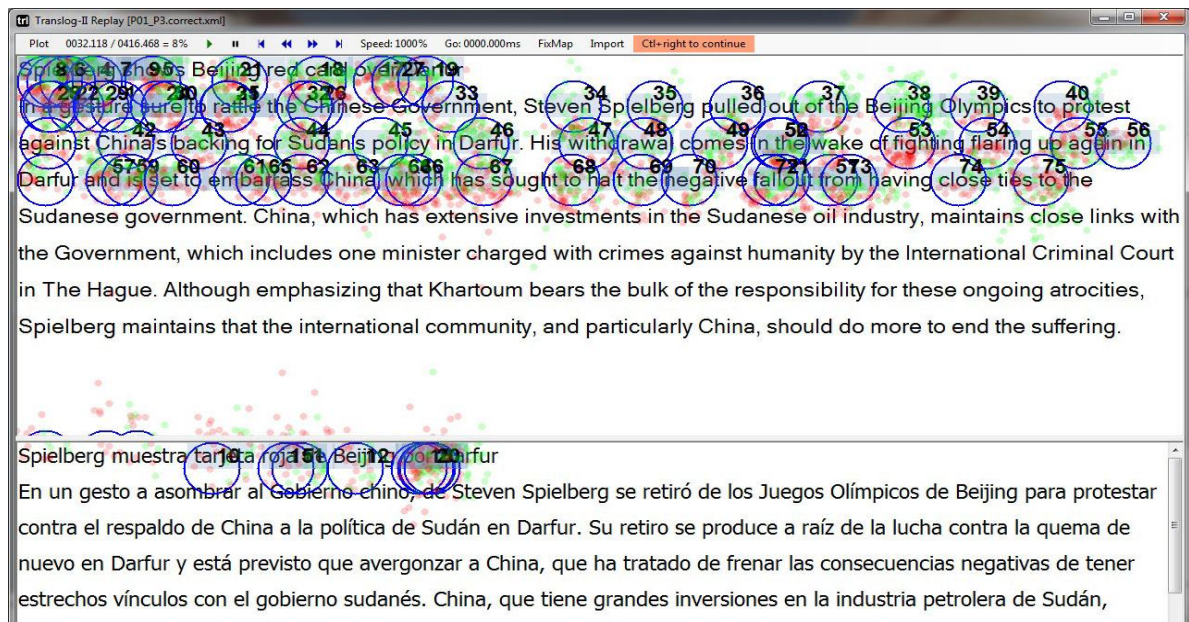 Translog-II Replay [P01_P3.correct.xml]
Plot 0032.118 / 0416.468 = 8% Speed: 1000% Go: 0000.000ms FixMap Import Ctl+right to continue
Spielberg shows Beijing red card over Darfur
In a gesture sure to rattle the Chinese Government, Steven Spielberg pulled out of the Beijing Olympics to protest
against China's backing for Sudan's policy in Darfur. His withdrawal comes in the wake of fighting flaring up again in
Darfur and is set to embarrass China, which has sought to halt the negative fallout from having close ties to the
Sudanese government. China, which has extensive investments in the Sudanese oil industry, maintains close links with
the Government, which includes one minister charged with crimes against humanity by the International Criminal Court
in The Hague. Although emphasizing that Khartoum bears the bulk of the responsibility for these ongoing atrocities,
Spielberg maintains that the international community, and particularly China, should do more to end the suffering.
Spielberg muestra tarjeta roja de Beijing por Darfur
En un gesto a asombrar al Gobierno chino, de Steven Spielberg se retiró de los Juegos Olímpicos de Beijing para protestar
contra el respaldo de China a la política de Sudán en Darfur. Su retiro se produce a raíz de la lucha contra la quema de
nuevo en Darfur y está previsto que avergonzar a China, que ha tratado de frenar las consecuencias negativas de tener
estrechos vínculos con el gobierno sudanés. China, que tiene grandes inversiones en la industria petrolera de Sudán,